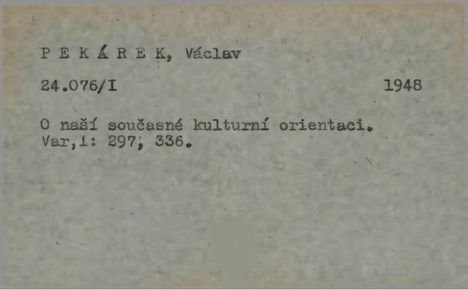 P E K Á R E K, Václav
24.076/I 1948
O naší současné kulturní orientaci.
Var,1: 297, 336.